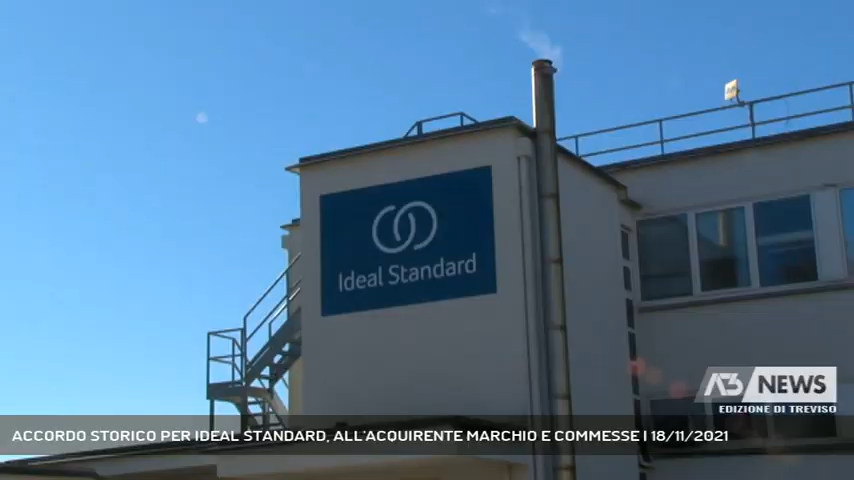 Ideal Standard
A3 NEWS
EDIZIONE DI TREVISO
ACCORDO STORICO PER IDEAL STANDARD, ALL'ACQUIRENTE MARCHIO E COMMESSE | 18/11/2021